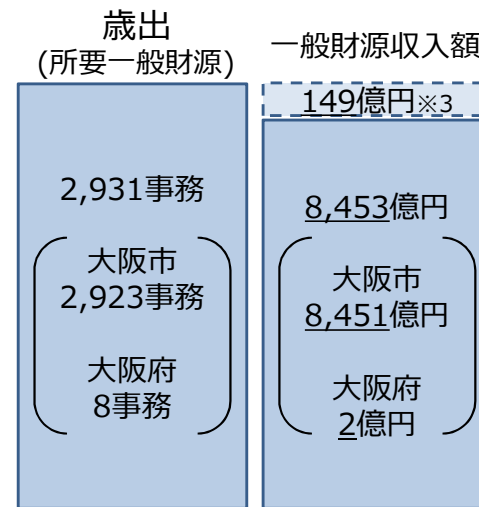 歳出
(所要一般財源)
2,931事務
大阪市
2,923事務
大阪府
8事務
一般財源収入額
149億円※3
8,453億円
大阪市
8,451億円
大阪府
2億円